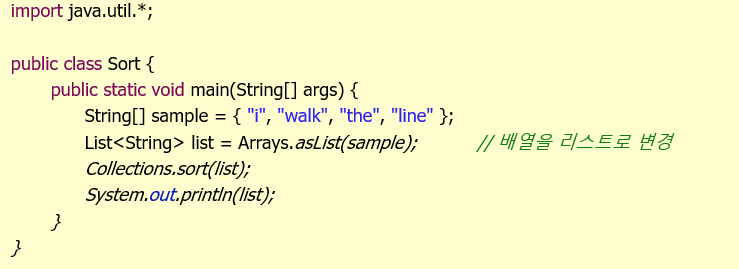 import java.util.*;
public class Sort {
public static void main(String[] args) {
String[] sample = { "i", "walk", "the", "line" };
List<String> list = Arrays.asList(sample); // 배열을 리스트로 변경
Collections.sort(list);
System.out.println(list);
}
}